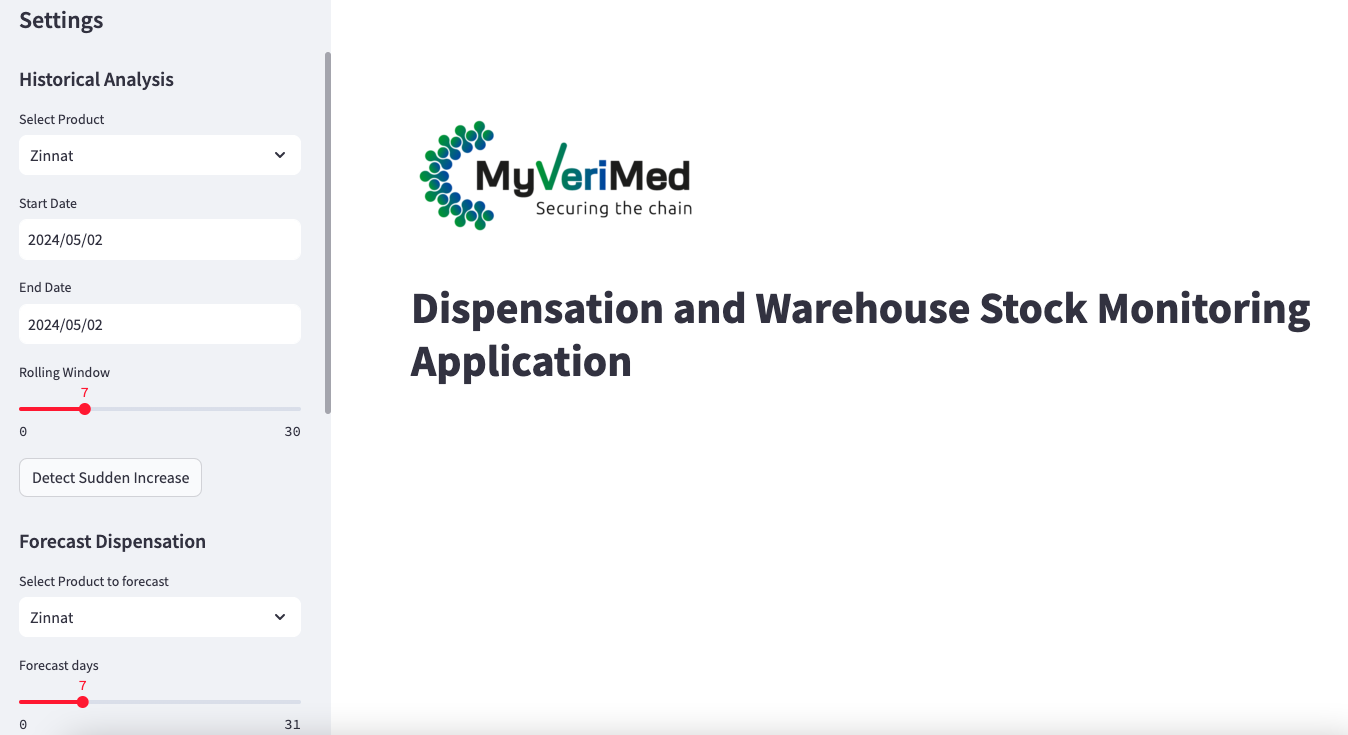 Settings
Historical Analysis
Select Product
Zinnat
Start Date
2024/05/02
End Date
2024/05/02
Rolling Window
7
0 30
Detect Sudden Increase
Forecast Dispensation
Select Product to forecast
Zinnat
Forecast days
7
0 31
MyVeriMed
Securing the chain
Dispensation and Warehouse Stock Monitoring
Application